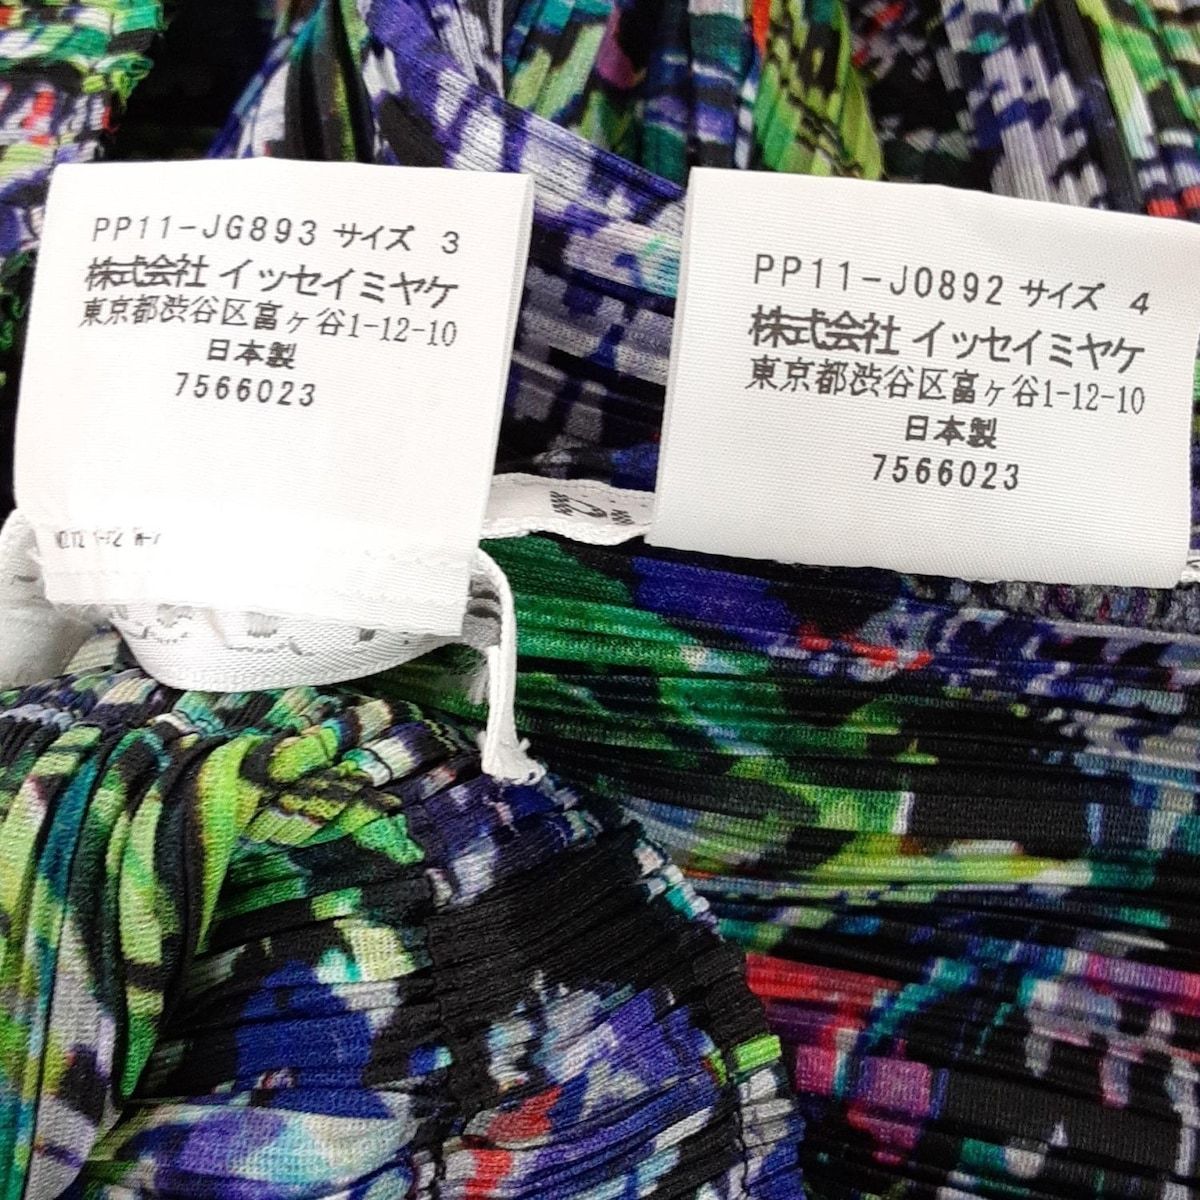 PP11-JG893 サイズ 3
株式会社 イッセイミヤケ
東京都渋谷区富ヶ谷1-12-10
日本製
7566023
PP11-JO892 サイズ 4
株式会社 イッセイミヤケ
東京都渋谷区富ヶ谷1-12-10
日本製
7566023